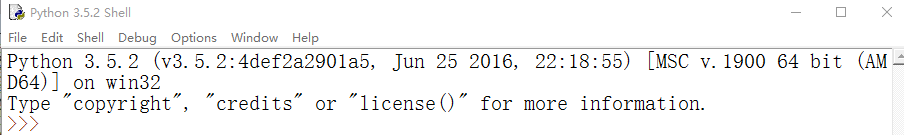 Python 3.5.2 Shell
File Edit Shell Debug Options Window Help
Python 3.5.2 (v3.5.2:4def2a2901a5, Jun 25 2016, 22:18:55) [MSC v.1900 64 bit (AM
D64)] on win32
Type "copyright", "credits" or "license()" for more information.
>>>